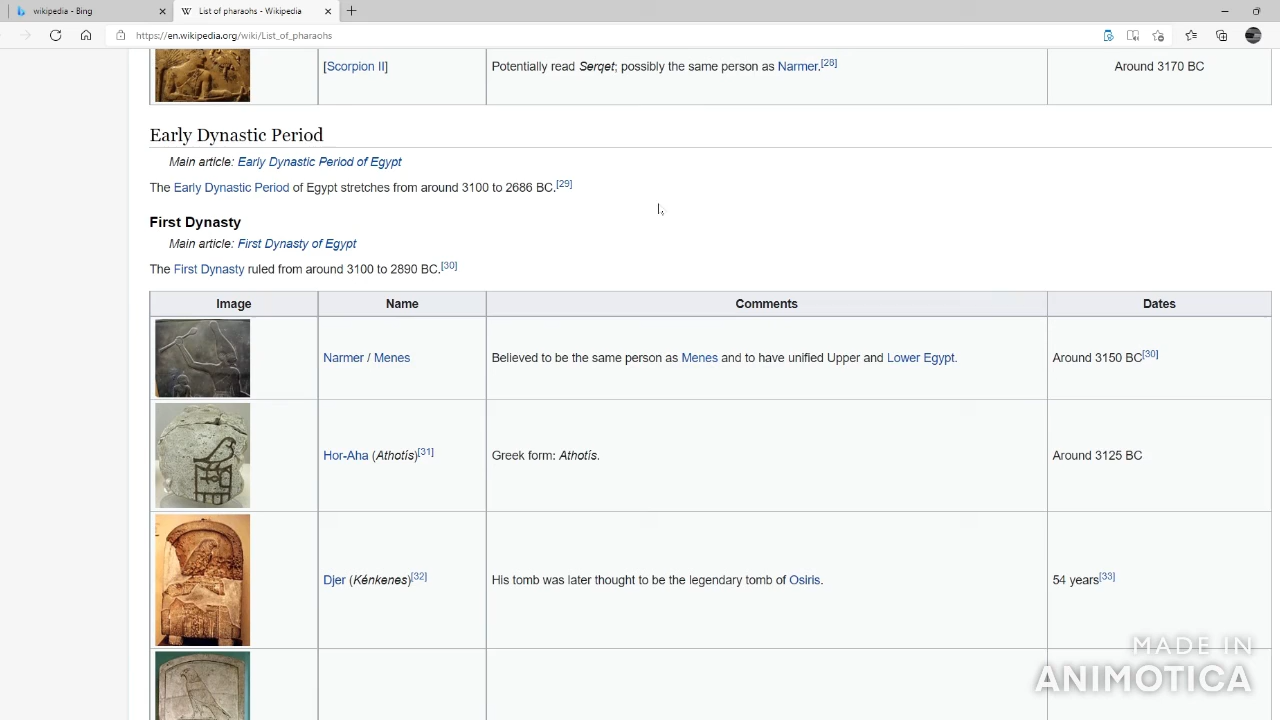 wikipedia - Bing
List of pharaohs - Wikipedia
https://en.wikipedia.org/wiki/List_of_pharaohs
[Scorpion II]
Potentially read Serqet; possibly the same person as Narmer.[28]
Around 3170 BC
Early Dynastic Period
Main article: Early Dynastic Period of Egypt
The Early Dynastic Period of Egypt stretches from around 3100 to 2686 BC.[29]
First Dynasty
Main article: First Dynasty of Egypt
The First Dynasty ruled from around 3100 to 2890 BC.[30]
Image Name Comments Dates
Narmer / Menes Believed to be the same person as Menes and to have unified Upper and Lower Egypt. Around 3150 BC[30]
Hor-Aha (Athotís)[31] Greek form: Athotís. Around 3125 BC
Djer (Kénkenes)[32] His tomb was later thought to be the legendary tomb of Osiris. 54 years[33]
MADE IN
ANIMOTICA